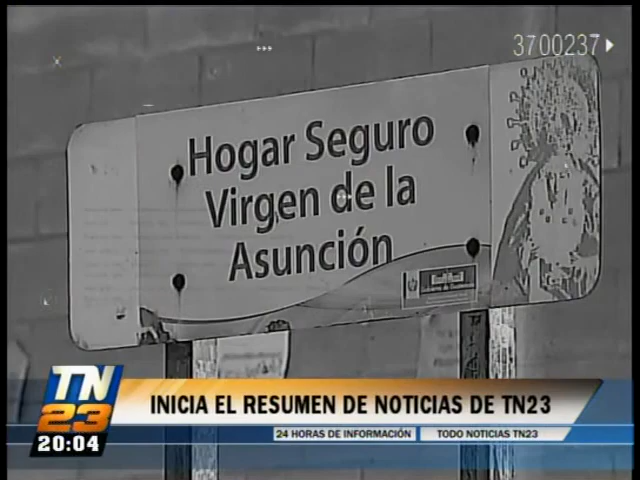 3700237
Hogar Seguro
Virgen de la
Asunción
TN
23
INICIA EL RESUMEN DE NOTICIAS DE TN23
20:04
24 HORAS DE INFORMACIÓN
TODO NOTICIAS TN23